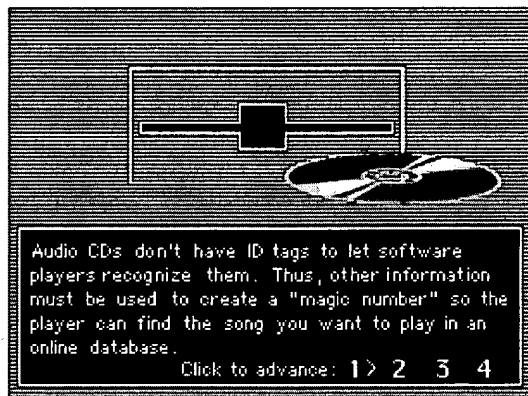 Audio CDs don't have ID tags to let software
players recognize them. Thus, other information
must be used to create a "magic number" so the
player can find the song you want to play in an
online database.
Click to advance: 1> 2 3 4